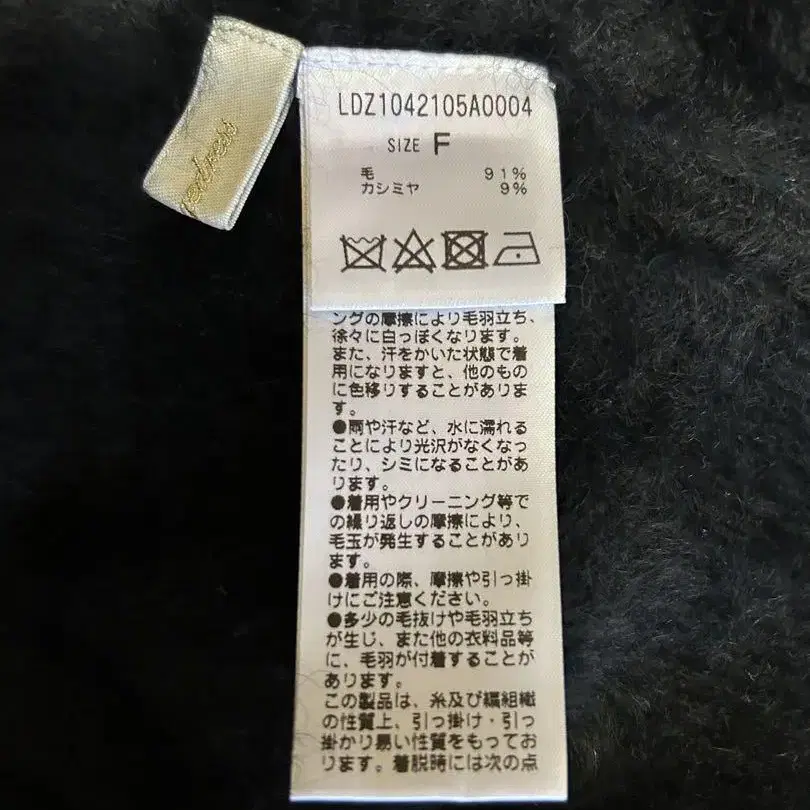 LDZ1042105A0004
SIZE F
毛 91%
カシミヤ 9%
ングの摩擦により毛羽立ち、
徐々に白っぽくなります。
また、汗をかいた状態で着
用になりますと、他のもの
に色移りすることがありま
す。
●雨や汗など、水に濡れる
ことにより光沢がなくなっ
たり、シミになることがあ
ります。
●着用やクリーニング等で
の繰り返しの摩擦により、
毛玉が発生することがあり
ます。
●着用の際、摩擦や引っ掛
けにご注意ください。
●多少の毛抜けや毛羽立ち
が生じ、また他の衣料品等
に、毛羽が付着することが
あります。
この製品は、糸及び編組織
の性質上、引っ掛け・引っ
掛かり易い性質をもってお
ります。着脱時には次の点